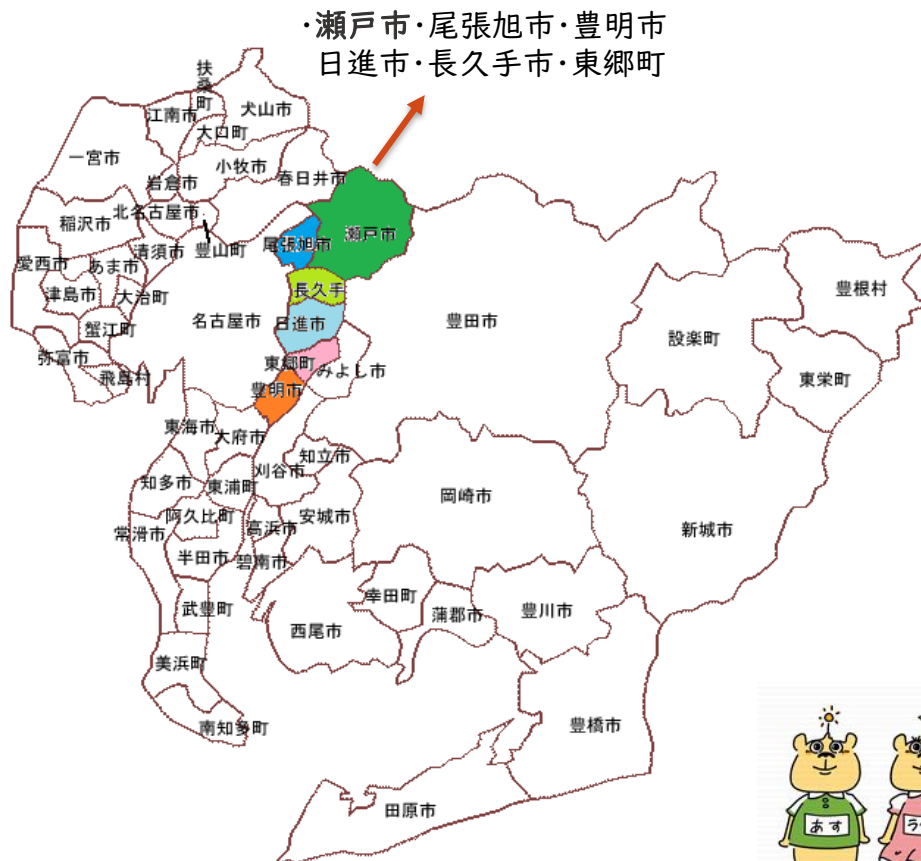 ・瀬戸市・尾張旭市・豊明市
日進市・長久手市・東郷町
扶桑町
犬山市
江南市
大口町
一宮市
小牧市
春日井市
岩倉市
稲沢市
北名古屋市
瀬戸市
尾張旭市
清須市
豊山町
愛西市
あま市
津島市
大治町
長久手
豊根村
名古屋市
日進市
豊田市
蟹江町
設楽町
弥富市
東郷町
みよし市
飛島村
東栄町
豊明市
東海市
大府市
知立市
刈谷市
知多市
東浦町
岡崎市
阿久比町
安城市
常滑市
高浜市
新城市
半田市
碧南市
幸田町
武豊町
蒲郡市
豊川市
西尾市
美浜町
南知多町
豊橋市
田原市
あす